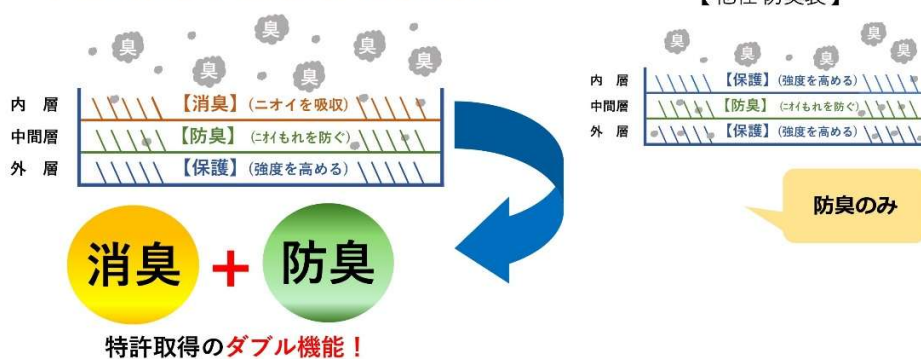 【他社 防臭袋】
臭 臭 臭 臭 臭 臭
内 層 【消臭】(ニオイを吸収)
中間層 【防臭】(ニオイもれを防ぐ)
外 層 【保護】(強度を高める)
消臭 + 防臭
特許取得のダブル機能！
臭 臭 臭 臭 臭
内 層 【保護】(強度を高める)
中間層 【防臭】(ニオイもれを防ぐ)
外 層 【保護】(強度を高める)
防臭のみ